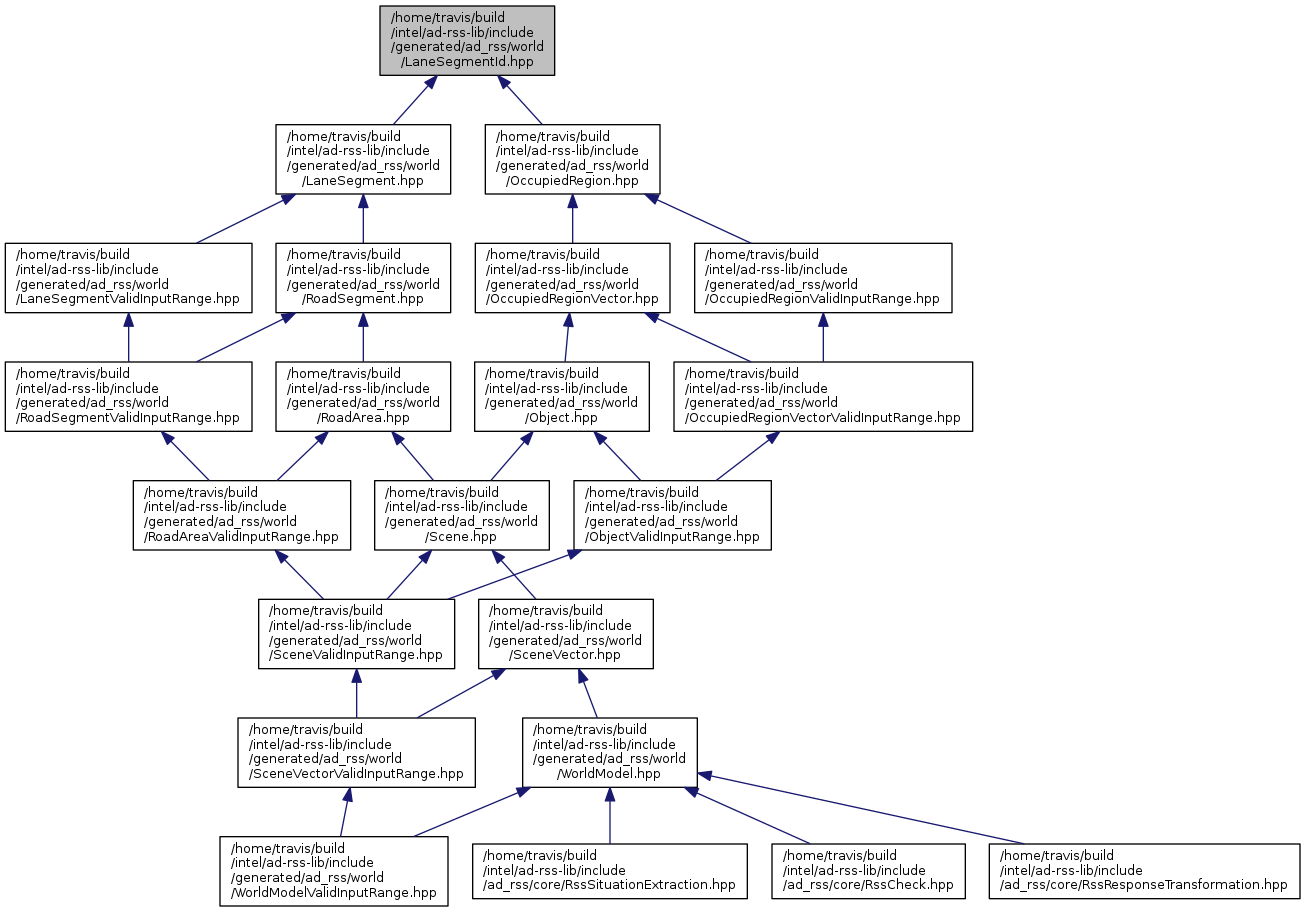 /home/travis/build
/intel/ad-rss-lib/include
/generated/ad_rss/world
/LaneSegmentId.hpp
/home/travis/build
/intel/ad-rss-lib/include
/generated/ad_rss/world
/LaneSegment.hpp
/home/travis/build
/intel/ad-rss-lib/include
/generated/ad_rss/world
/OccupiedRegion.hpp
/home/travis/build
/intel/ad-rss-lib/include
/generated/ad_rss/world
/LaneSegmentValidInputRange.hpp
/home/travis/build
/intel/ad-rss-lib/include
/generated/ad_rss/world
/RoadSegment.hpp
/home/travis/build
/intel/ad-rss-lib/include
/generated/ad_rss/world
/OccupiedRegionVector.hpp
/home/travis/build
/intel/ad-rss-lib/include
/generated/ad_rss/world
/OccupiedRegionValidInputRange.hpp
/home/travis/build
/intel/ad-rss-lib/include
/generated/ad_rss/world
/RoadSegmentValidInputRange.hpp
/home/travis/build
/intel/ad-rss-lib/include
/generated/ad_rss/world
/RoadArea.hpp
/home/travis/build
/intel/ad-rss-lib/include
/generated/ad_rss/world
/Object.hpp
/home/travis/build
/intel/ad-rss-lib/include
/generated/ad_rss/world
/OccupiedRegionVectorValidInputRange.hpp
/home/travis/build
/intel/ad-rss-lib/include
/generated/ad_rss/world
/RoadAreaValidInputRange.hpp
/home/travis/build
/intel/ad-rss-lib/include
/generated/ad_rss/world
/Scene.hpp
/home/travis/build
/intel/ad-rss-lib/include
/generated/ad_rss/world
/ObjectValidInputRange.hpp
/home/travis/build
/intel/ad-rss-lib/include
/generated/ad_rss/world
/SceneValidInputRange.hpp
/home/travis/build
/intel/ad-rss-lib/include
/generated/ad_rss/world
/SceneVector.hpp
/home/travis/build
/intel/ad-rss-lib/include
/generated/ad_rss/world
/SceneVectorValidInputRange.hpp
/home/travis/build
/intel/ad-rss-lib/include
/generated/ad_rss/world
/WorldModel.hpp
/home/travis/build
/intel/ad-rss-lib/include
/generated/ad_rss/world
/WorldModelValidInputRange.hpp
/home/travis/build
/intel/ad-rss-lib/include
/ad_rss/core/RssSituationExtraction.hpp
/home/travis/build
/intel/ad-rss-lib/include
/ad_rss/core/RssCheck.hpp
/home/travis/build
/intel/ad-rss-lib/include
/ad_rss/core/RssResponseTransformation.hpp